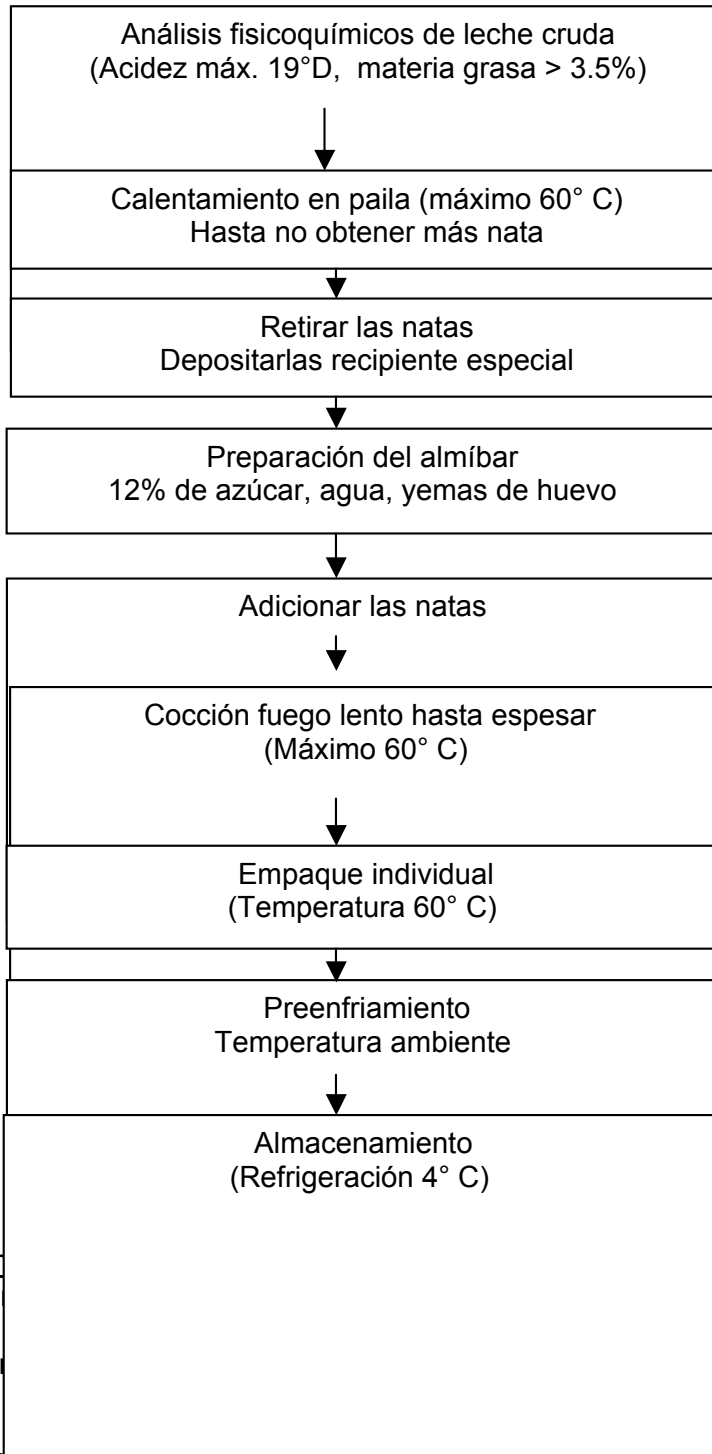 Análisis fisicoquímicos de leche cruda
(Acidez máx. 19°D, materia grasa > 3.5%)
Calentamiento en paila (máximo 60° C)
Hasta no obtener más nata
Retirar las natas
Depositarlas recipiente especial
Preparación del almíbar
12% de azúcar, agua, yemas de huevo
Adicionar las natas
Cocción fuego lento hasta espesar
(Máximo 60° C)
Empaque individual
(Temperatura 60° C)
Preenfriamiento
Temperatura ambiente
Almacenamiento
(Refrigeración 4° C)